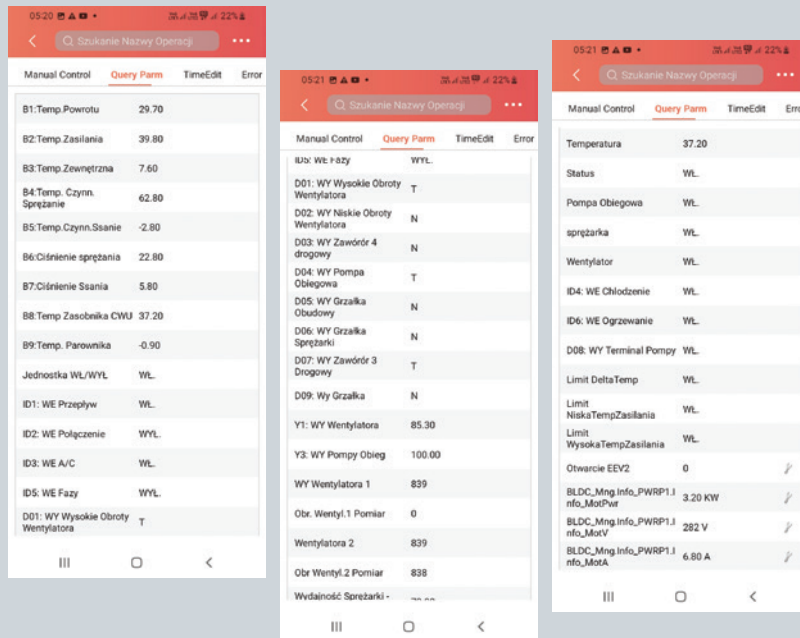 05:20
22%
Szukanie Nazwy Operacji
Manual Control Query Parm TimeEdit Error
B1:Temp.Powrotu 29.70
B2:Temp.Zasilania 39.80
B3:Temp.Zewnętrzna 7.60
B4:Temp. Czynn. Sprężanie 62.80
B5:Temp.Czynn.Ssanie -2.80
B6:Ciśnienie sprężania 22.80
B7:Ciśnienie Ssania 5.80
B8:Temp Zasobnika CWU 37.20
B9:Temp. Parownika -0.90
Jednostka WŁ/WYŁ WŁ.
ID1: WE Przepływ WŁ.
ID2: WE Połączenie WYŁ.
ID3: WE A/C WŁ.
ID5: WE Fazy WYŁ.
D01: WY Wysokie Obroty Wentylatora T
05:21
22%
Szukanie Nazwy Operacji
Manual Control Query Parm TimeEdit Error
ID5: WE Fazy WYŁ.
D01: WY Wysokie Obroty Wentylatora T
D02: WY Niskie Obroty Wentylatora N
D03: WY Zawórór 4 drogowy N
D04: WY Pompa Obiegowa T
D05: WY Grzałka Obudowy N
D06: WY Grzałka Sprężarki N
D07: WY Zawórór 3 Drogowy T
D09: Wy Grzałka N
Y1: WY Wentylatora 85.30
Y3: WY Pompy Obieg 100.00
WY Wentylatora 1 839
Obr. Wentyl.1 Pomiar 0
Wentylatora 2 839
Obr Wentyl.2 Pomiar 838
Wydajność Sprężarki -
05:21
22%
Szukanie Nazwy Operacji
Manual Control Query Parm TimeEdit Erro
Temperatura 37.20
Status WŁ.
Pompa Obiegowa WŁ.
sprężarka WŁ.
Wentylator WŁ.
ID4: WE Chlodzenie WŁ.
ID6: WE Ogrzewanie WŁ.
D08: WY Terminal Pompy WŁ.
Limit DeltaTemp WŁ.
Limit NiskaTempZasilania WŁ.
Limit WysokaTempZasilania WŁ.
Otwarcie EEV2 0
BLDC_Mng.Info_PWRP1.I nfo_MotPwr 3.20 KW
BLDC_Mng.Info_PWRP1.I nfo_MotV 282 V
BLDC_Mng.Info_PWRP1.I nfo_MotA 6.80 A